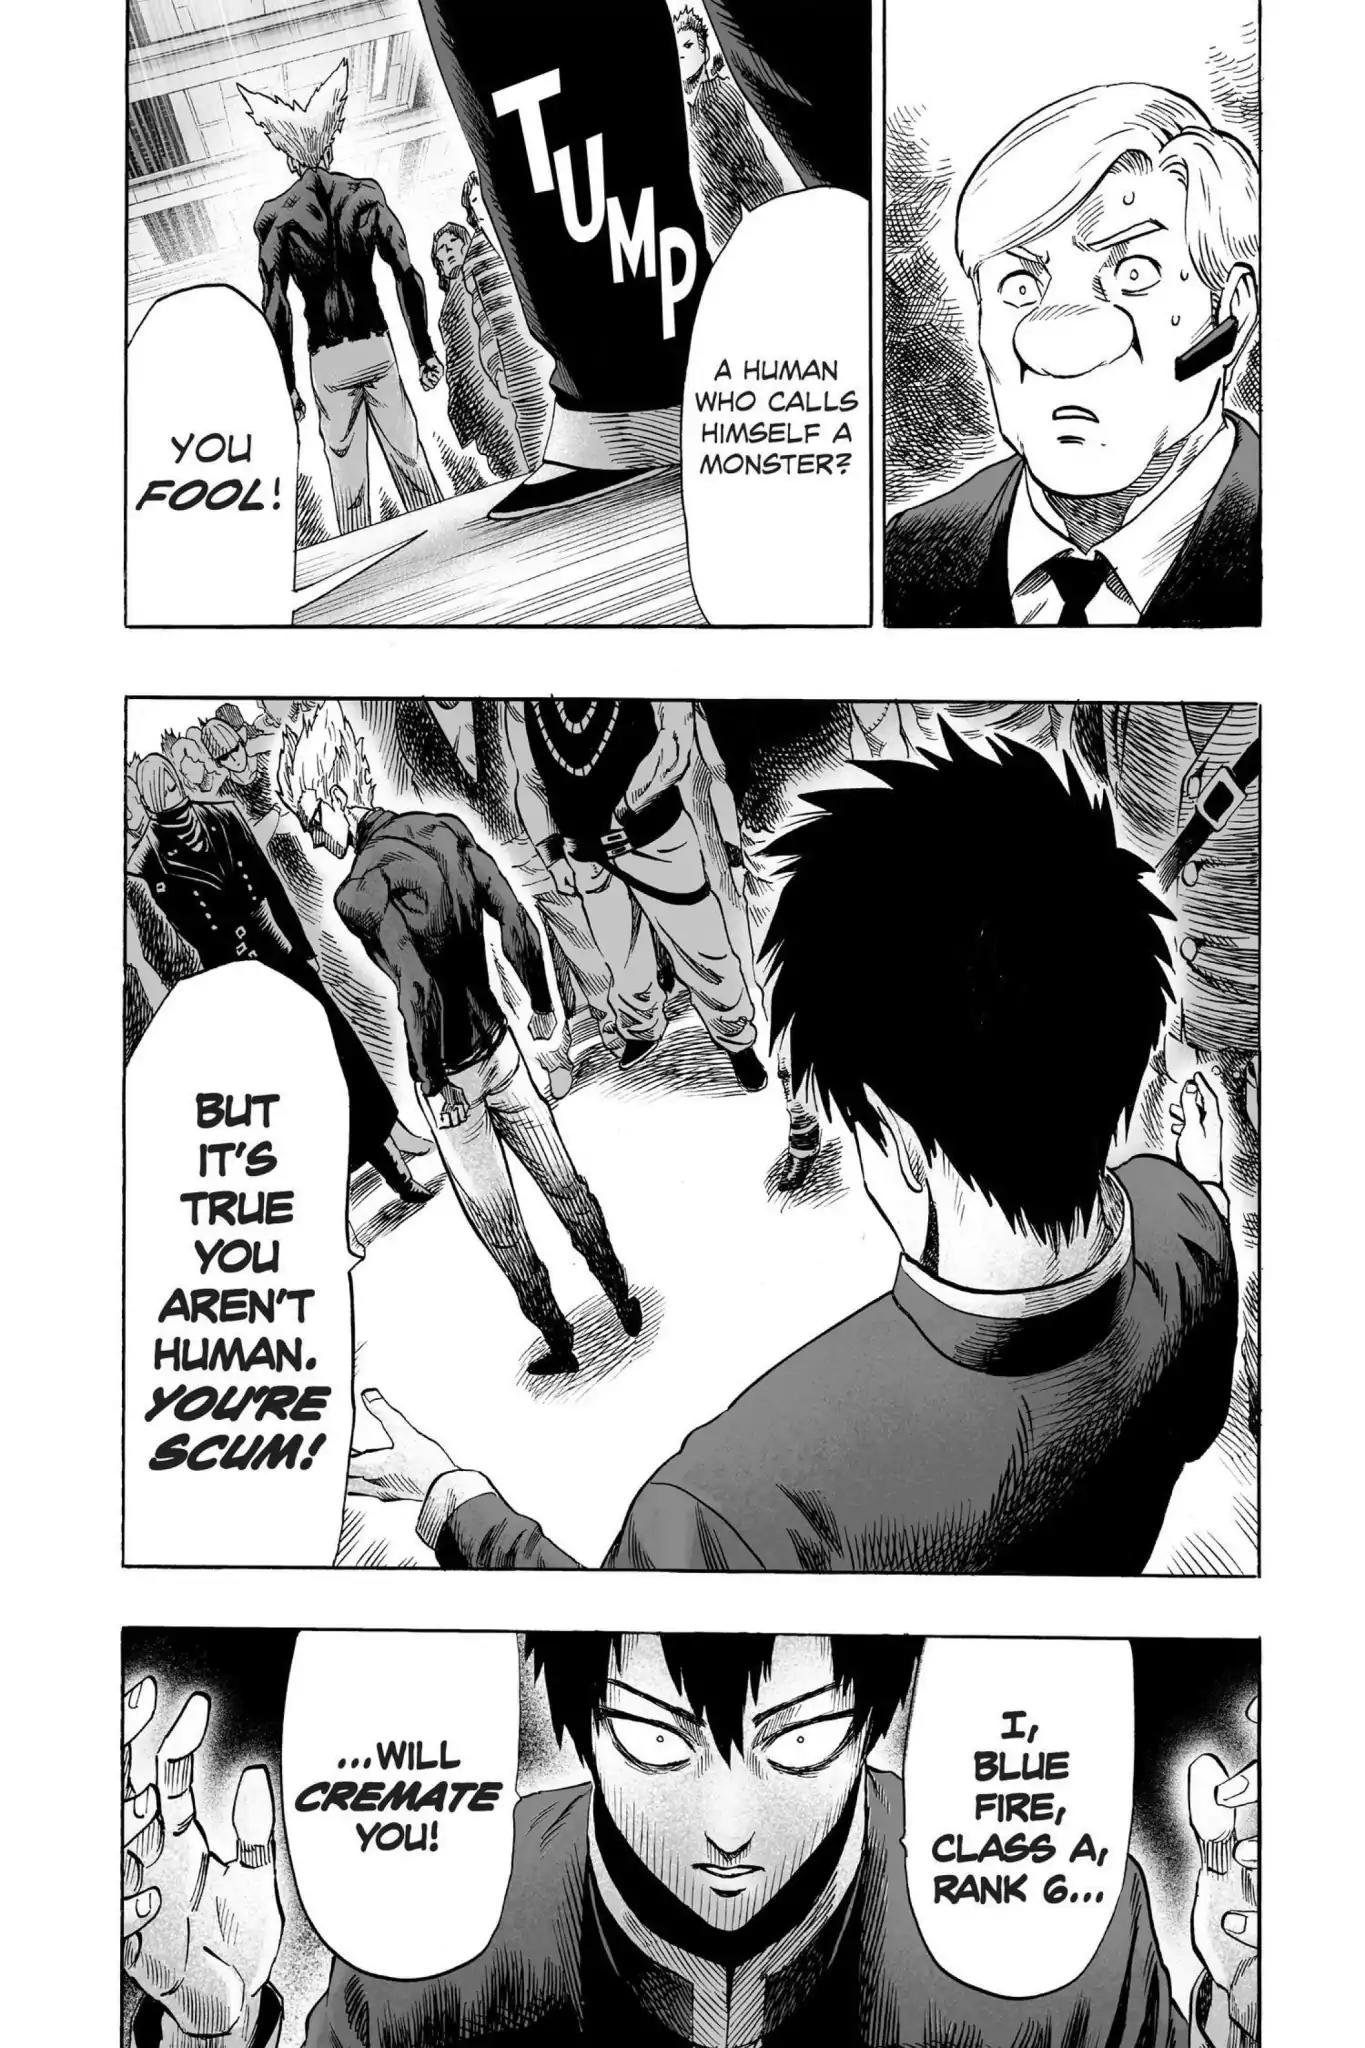 TUMP
A HUMAN
WHO CALLS
HIMSELF A
MONSTER?
YOU
FOOL!
BUT
IT'S
TRUE
YOU
AREN'T
HUMAN.
YOU'RE
SCUM!
I,
BLUE
FIRE,
CLASS A,
RANK 6...
...WILL
CREMATE
YOU!